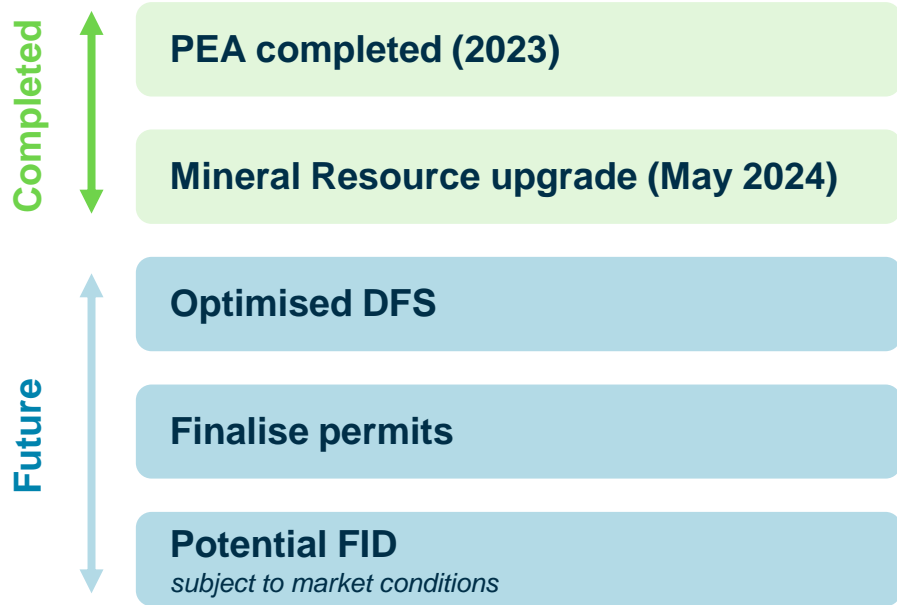 Completed
PEA completed (2023)
Mineral Resource upgrade (May 2024)
Future
Optimised DFS
Finalise permits
Potential FID
subject to market conditions